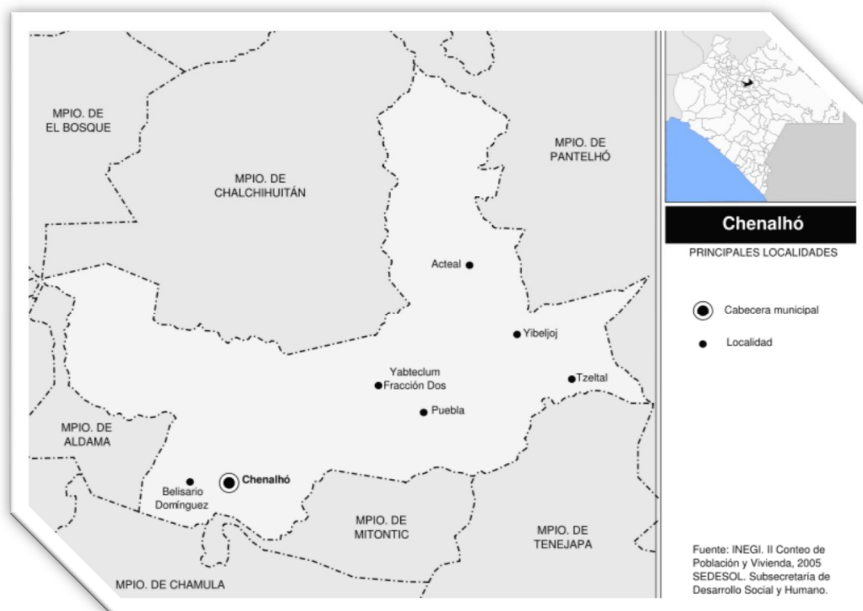 MPIO. DE
EL BOSQUE
MPIO. DE
CHALCHIHUITÁN
MPIO. DE
PANTELHÓ
Acteal
Yibeljoj
Yabteclum
Fracción Dos
Tzeltal
Puebla
MPIO. DE
ALDAMA
Chenalhó
Belisario
Domínguez
MPIO. DE
MITONTIC
MPIO. DE
TENEJAPA
MPIO. DE CHAMULA
Chenalhó
PRINCIPALES LOCALIDADES
Cabecera municipal
Localidad
Fuente: INEGI. II Conteo de
Población y Vivienda, 2005
SEDESOL. Subsecretaría de
Desarrollo Social y Humano.